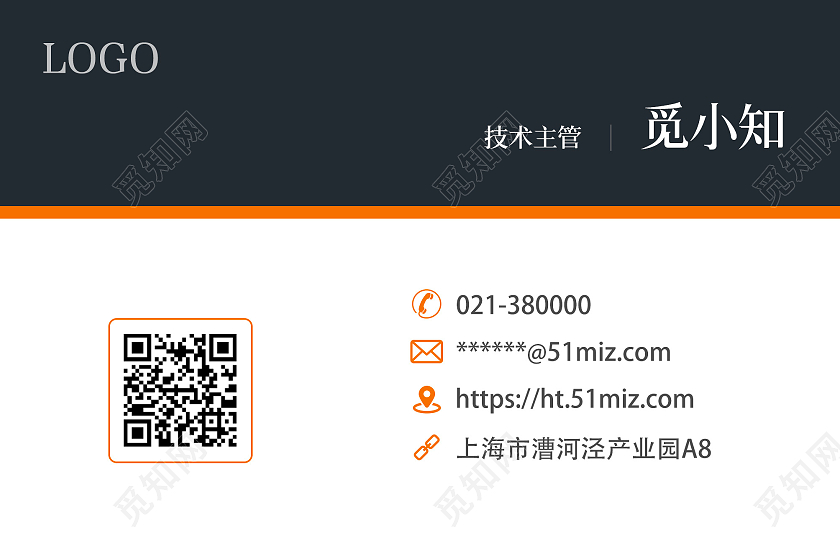 LOGO
技术主管 | 觅小知
021-380000
******@51miz.com
https://ht.51miz.com
上海市漕河泾产业园A8
觅知网
觅知网
觅知网
觅知网
觅知网
觅知网